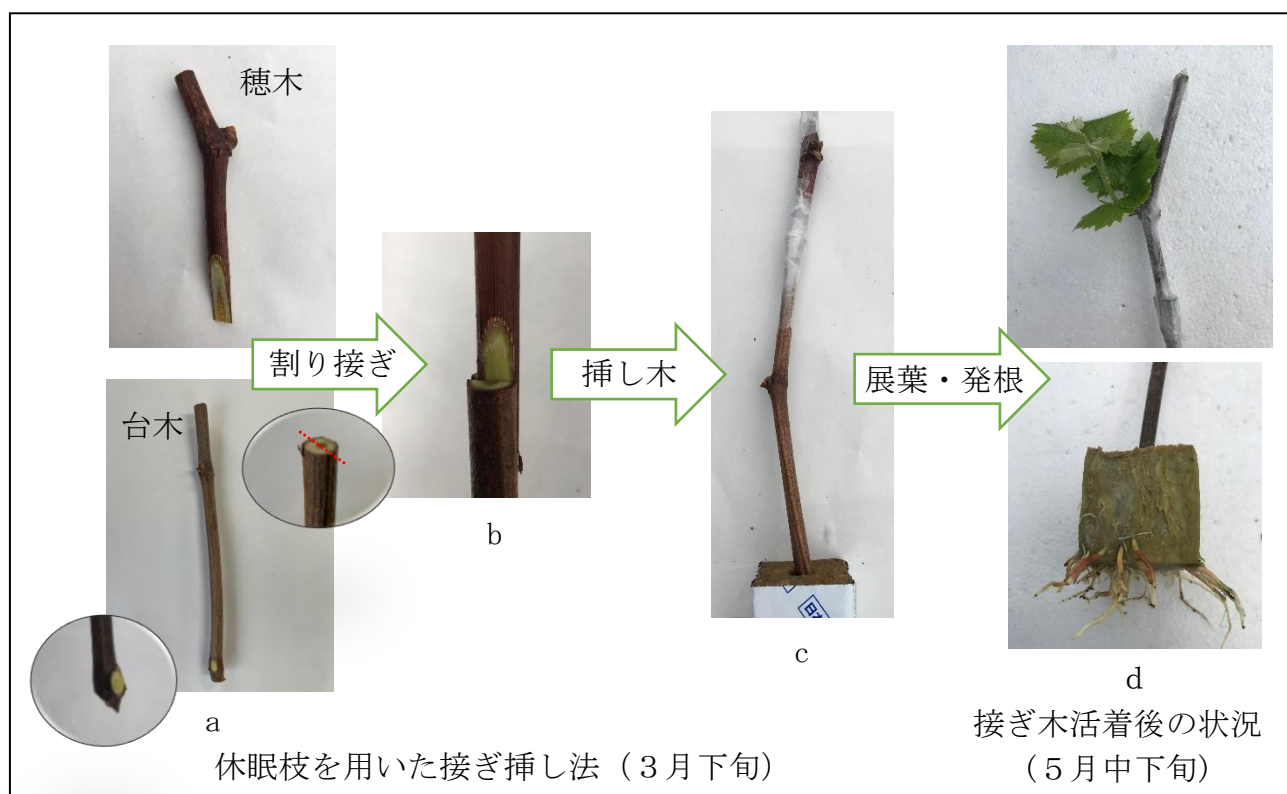 穂木
台木
割り接ぎ
挿し木
展葉・発根
a
b
c
d
休眠枝を用いた接ぎ挿し法（３月下旬）
接ぎ木活着後の状況
（５月中下旬）